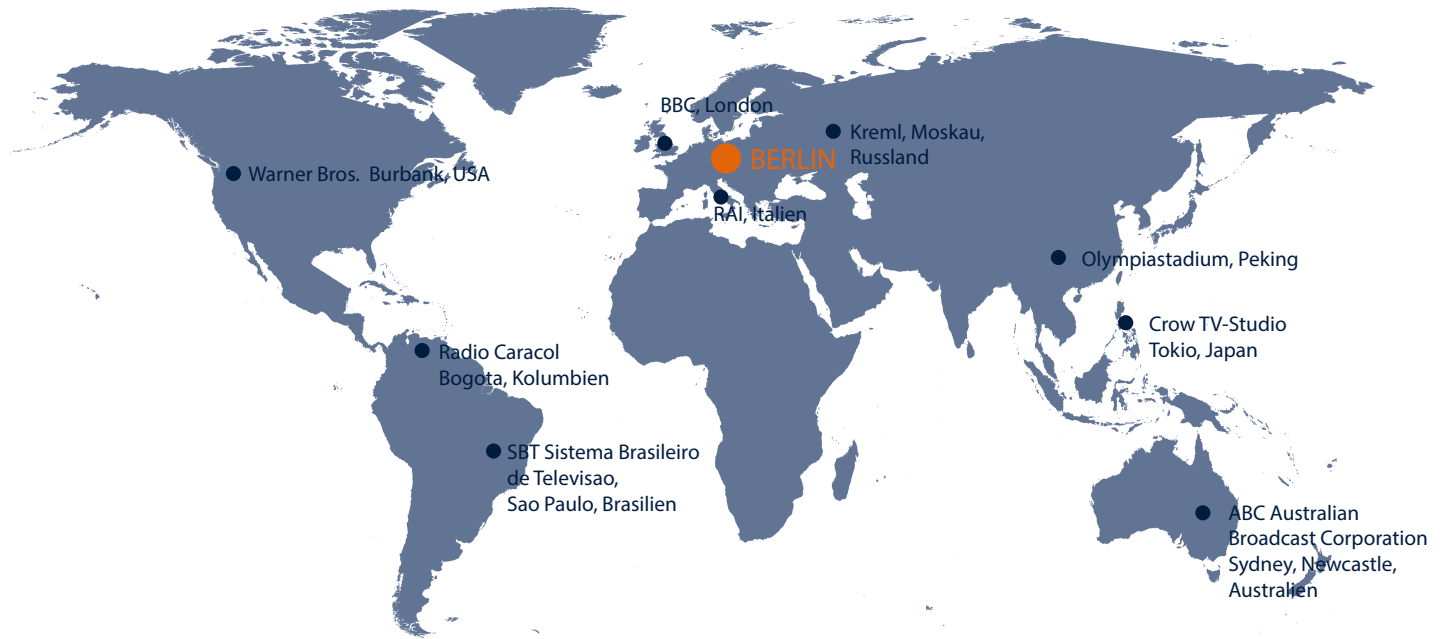 BBC, London
Kreml, Moskau,
Russland
BERLIN
Warner Bros.  Burbank, USA
RAI, Italien
Olympiastadium, Peking
Crow TV-Studio
Tokio, Japan
Radio Caracol
Bogota, Kolumbien
SBT Sistema Brasileiro
de Televisao,
Sao Paulo, Brasilien
ABC Australian
Broadcast Corporation
Sydney, Newcastle,
Australien